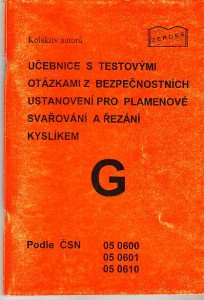 Kolektiv autorů
ZEROSS
UČEBNICE S TESTOVÝMI
OTÁZKAMI Z BEZPEČNOSTNÍCH
USTANOVENÍ PRO PLAMENOVÉ
SVAŘOVÁNÍ A ŘEZÁNÍ
KYSLÍKEM
G
Podle ČSN 05 0600
05 0601
05 0610